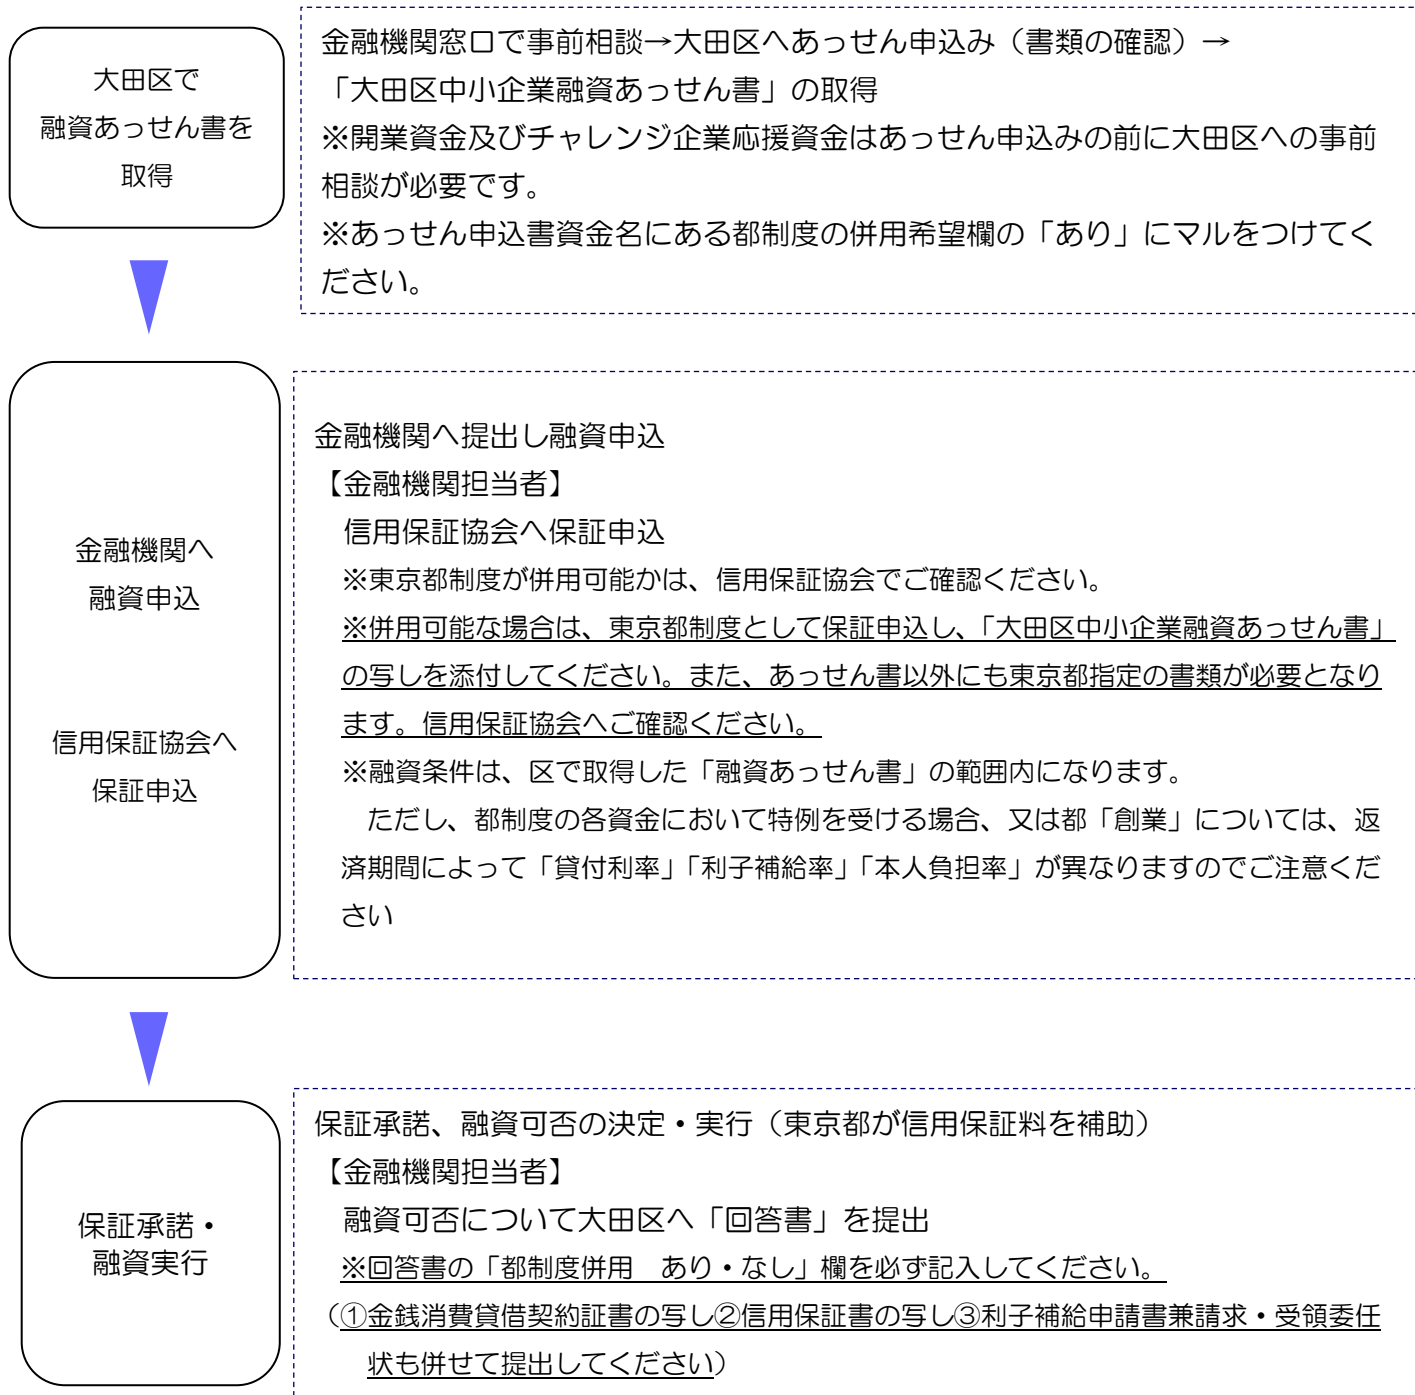 大田区で
融資あっせん書を
取得
金融機関窓口で事前相談→大田区へあっせん申込み（書類の確認）→
「大田区中小企業融資あっせん書」の取得
※開業資金及びチャレンジ企業応援資金はあっせん申込みの前に大田区への事前
相談が必要です。
※あっせん申込書資金名にある都制度の併用希望欄の「あり」にマルをつけてく
ださい。
金融機関へ
融資申込
信用保証協会へ
保証申込
金融機関へ提出し融資申込
【金融機関担当者】
信用保証協会へ保証申込
※東京都制度が併用可能かは、信用保証協会でご確認ください。
※併用可能な場合は、東京都制度として保証申込し、「大田区中小企業融資あっせん書」
の写しを添付してください。また、あっせん書以外にも東京都指定の書類が必要となり
ます。信用保証協会へご確認ください。
※融資条件は、区で取得した「融資あっせん書」の範囲内になります。
ただし、都制度の各資金において特例を受ける場合、又は都「創業」については、返
済期間によって「貸付利率」「利子補給率」「本人負担率」が異なりますのでご注意くだ
さい
保証承諾・
融資実行
保証承諾、融資可否の決定・実行（東京都が信用保証料を補助）
【金融機関担当者】
融資可否について大田区へ「回答書」を提出
※回答書の「都制度併用　あり・なし」欄を必ず記入してください。
（①金銭消費貸借契約証書の写し②信用保証書の写し③利子補給申請書兼請求・受領委任
状も併せて提出してください）